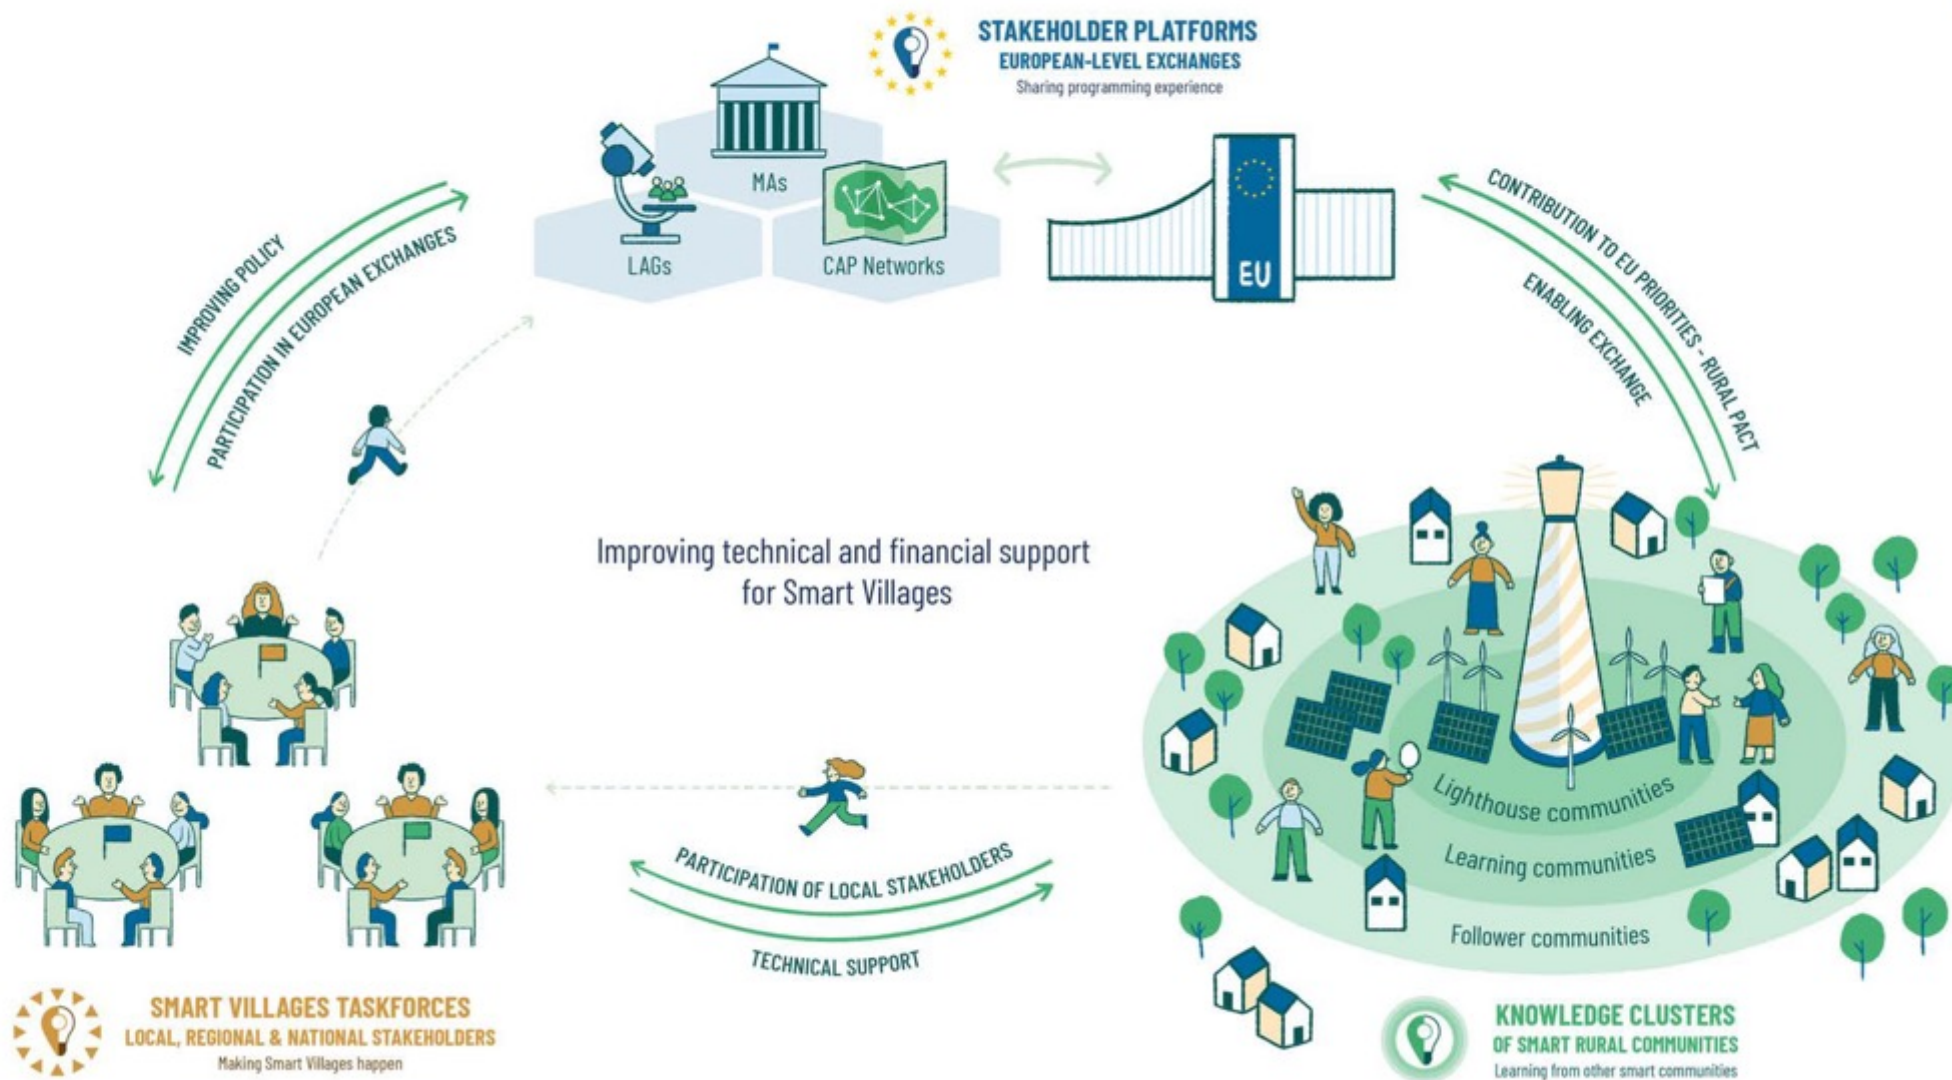 STAKEHOLDER PLATFORMS
EUROPEAN-LEVEL EXCHANGES
Sharing programming experience
MAs
LAGs
CAP Networks
EU
IMPROVING POLICY
PARTICIPATION IN EUROPEAN EXCHANGES
CONTRIBUTION TO EU PRIORITIES - RURAL PACT
ENABLING EXCHANGE
Improving technical and financial support
for Smart Villages
PARTICIPATION OF LOCAL STAKEHOLDERS
TECHNICAL SUPPORT
Lighthouse communities
Learning communities
Follower communities
SMART VILLAGES TASKFORCES
LOCAL, REGIONAL & NATIONAL STAKEHOLDERS
Making Smart Villages happen
KNOWLEDGE CLUSTERS
OF SMART RURAL COMMUNITIES
Learning from other smart communities